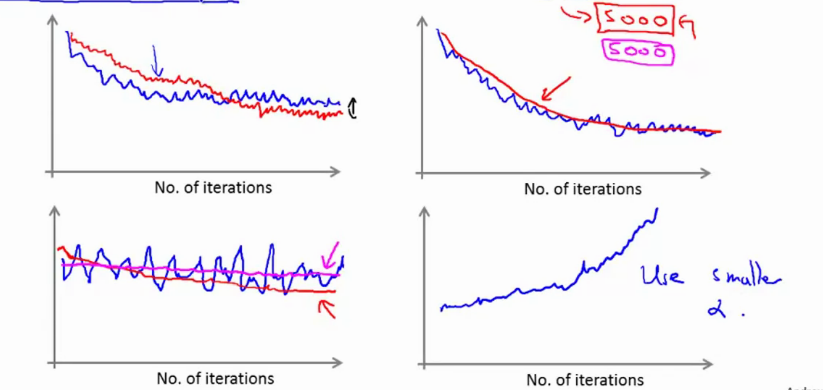 5000
5000
No. of iterations
No. of iterations
Use smaller
α.
No. of iterations
No. of iterations